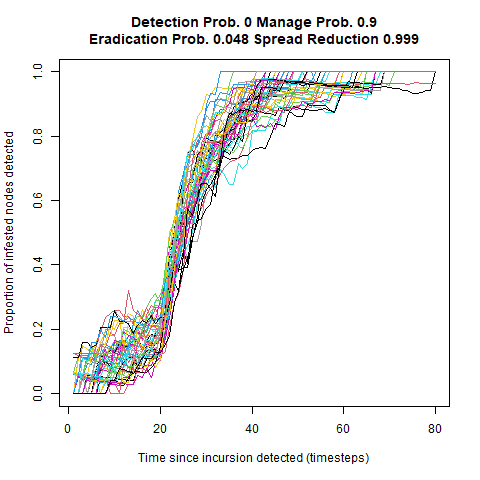 Detection Prob. 0 Manage Prob. 0.9
Eradication Prob. 0.048 Spread Reduction 0.999
Proportion of infested nodes detected
1.0
0.8
0.6
0.4
0.2
0.0
0 20 40 60 80
Time since incursion detected (timesteps)